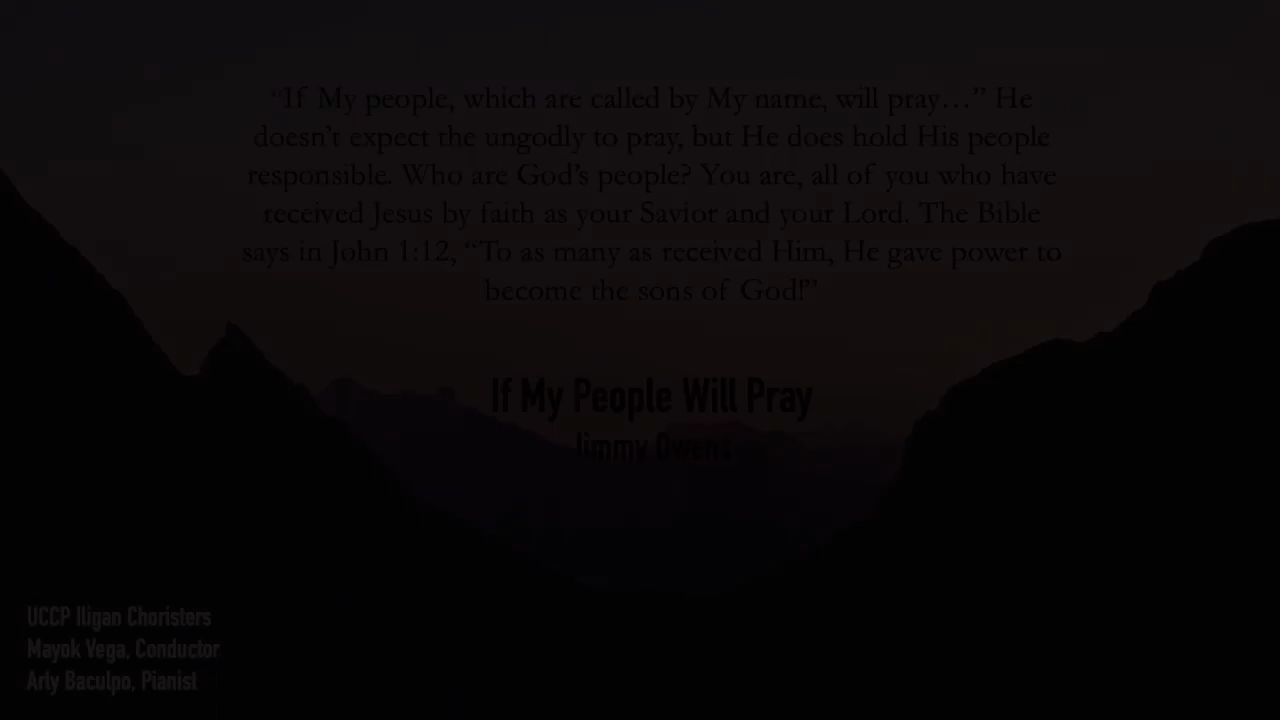 “If My people, which are called by My name, will pray…” He
doesn’t expect the ungodly to pray, but He does hold His people
responsible. Who are God’s people? You are, all of you who have
received Jesus by faith as your Savior and your Lord. The Bible
says in John 1:12, “To as many as received Him, He gave power to
become the sons of God!”
If My People Will Pray
Jimmy Owens
UCCP Iligan Choristers
Mayok Vega, Conductor
Arly Baculpo, Pianist